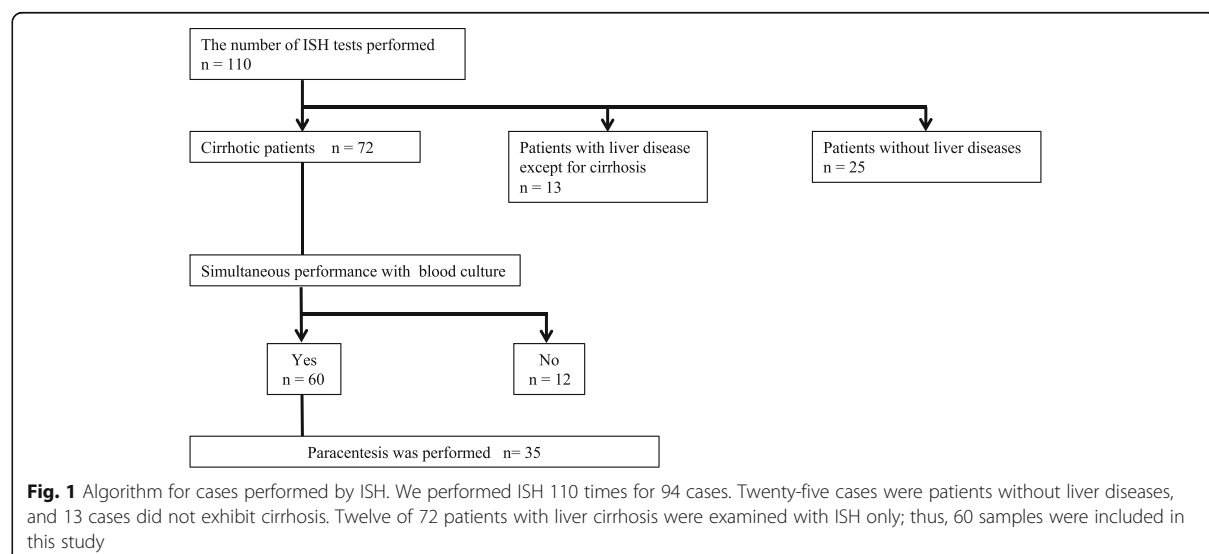 The number of ISH tests performed
n = 110
Cirrhotic patients n = 72
Patients with liver disease
except for cirrhosis
n = 13
Patients without liver diseases
n = 25
Simultaneous performance with blood culture
Yes
n = 60
No
n = 12
Paracentesis was performed n= 35
Fig. 1 Algorithm for cases performed by ISH. We performed ISH 110 times for 94 cases. Twenty-five cases were patients without liver diseases,
and 13 cases did not exhibit cirrhosis. Twelve of 72 patients with liver cirrhosis were examined with ISH only; thus, 60 samples were included in
this study